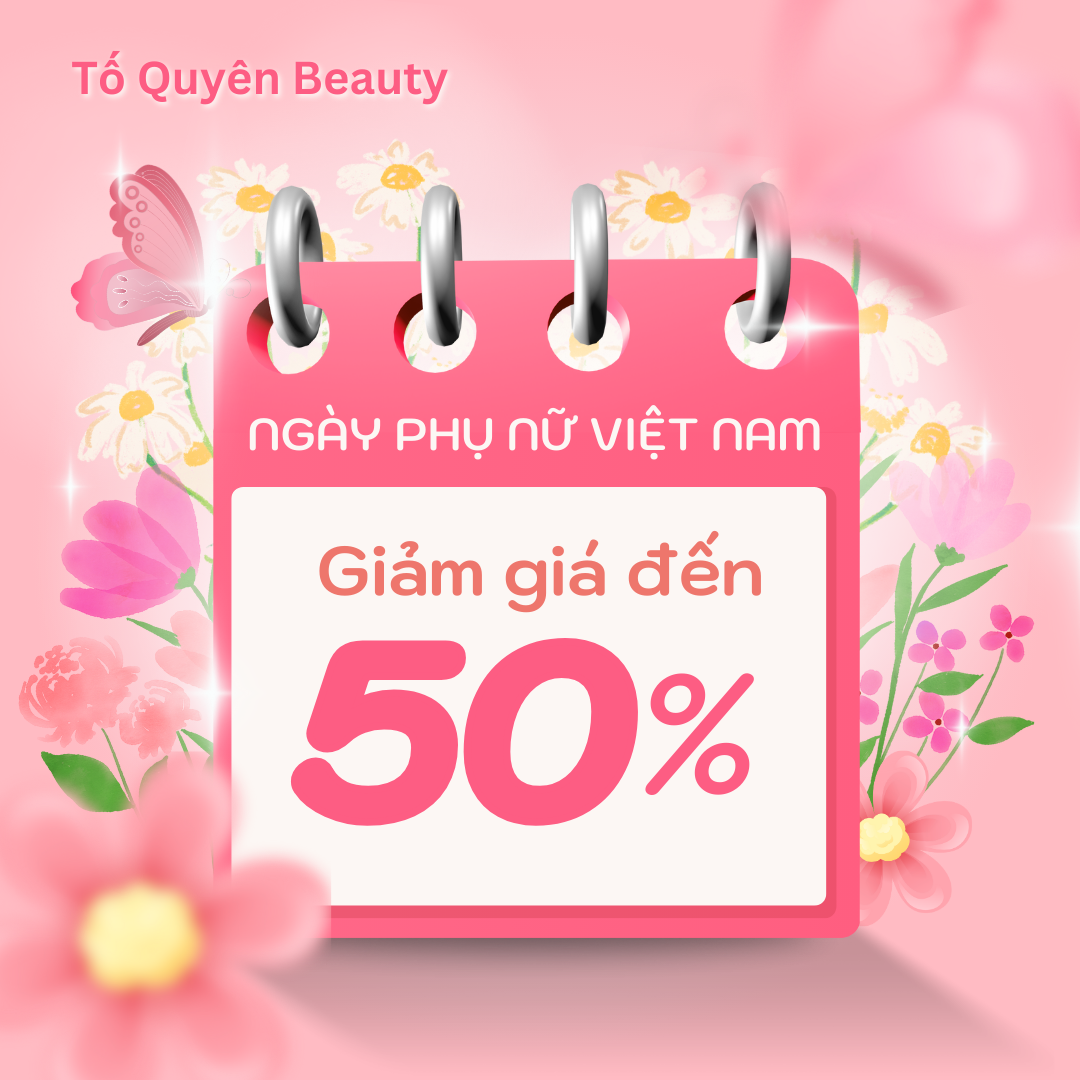 Tố Quyên Beauty
NGÀY PHỤ NỮ VIỆT NAM
Giảm giá đến
50%